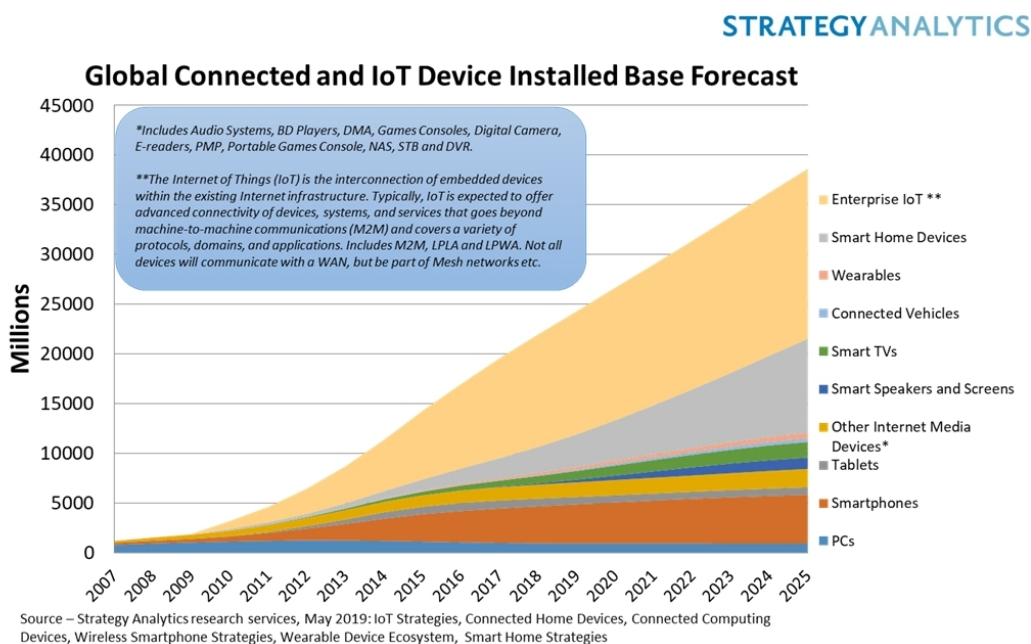 STRATEGYANALYTICS
Global Connected and IoT Device Installed Base Forecast
45000
40000
35000
30000
25000
20000
15000
10000
5000
0
Millions
*Includes Audio Systems, BD Players, DMA, Games Consoles, Digital Camera,
E-readers, PMP, Portable Games Console, NAS, STB and DVR.
**The Internet of Things (IoT) is the interconnection of embedded devices
within the existing Internet infrastructure. Typically, IoT is expected to offer
advanced connectivity of devices, systems, and services that goes beyond
machine-to-machine communications (M2M) and covers a variety of
protocols, domains, and applications. Includes M2M, LPLA and LPWA. Not all
devices will communicate with a WAN, but be part of Mesh networks etc.
Enterprise IoT **
Smart Home Devices
Wearables
Connected Vehicles
Smart TVs
Smart Speakers and Screens
Other Internet Media
Devices*
Tablets
Smartphones
PCs
2007
2008
2009
2010
2011
2012
2013
2014
2015
2016
2017
2018
2019
2020
2021
2022
2023
2024
2025
Source – Strategy Analytics research services, May 2019: IoT Strategies, Connected Home Devices, Connected Computing
Devices, Wireless Smartphone Strategies, Wearable Device Ecosystem, Smart Home Strategies